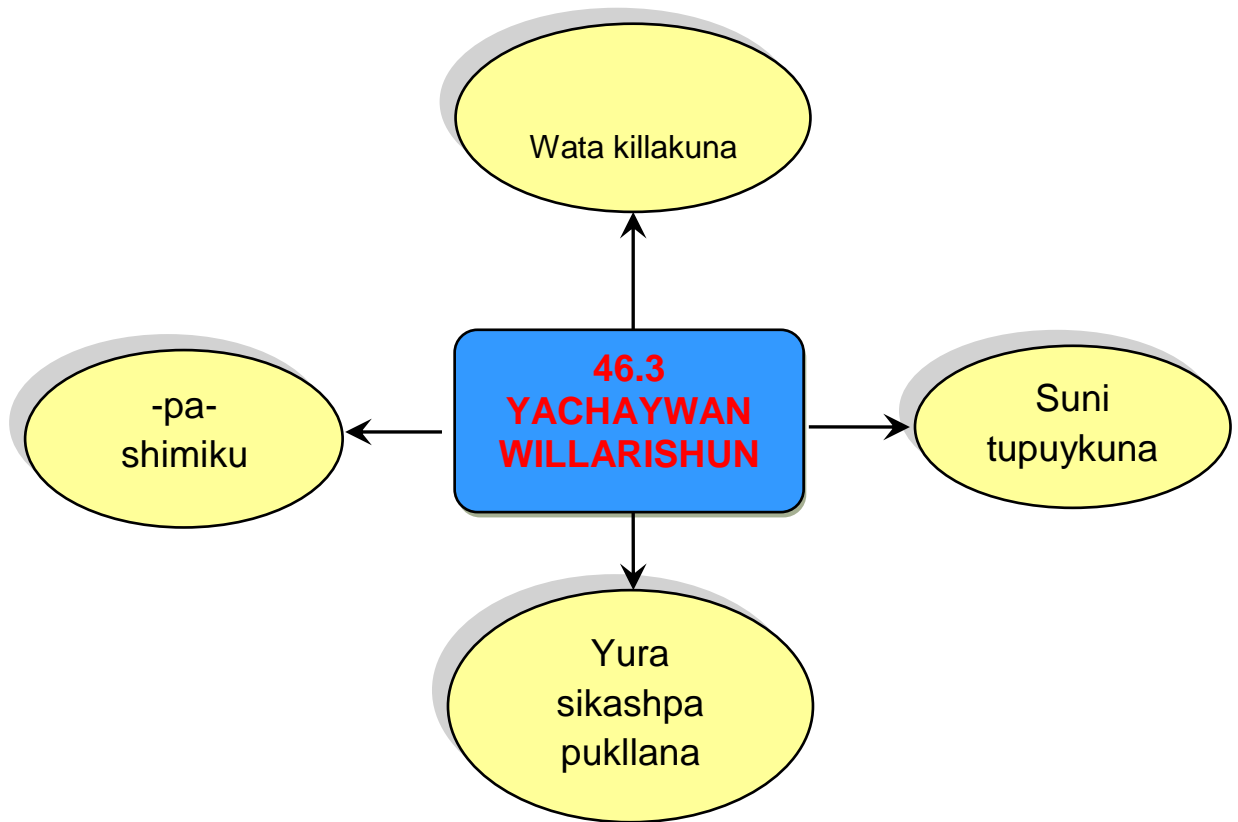 Wata killakuna
46.3
YACHAYWAN
WILLARISHUN
-pa-
shimiku
Suni
tupuykuna
Yura
sikashpa
pukllana